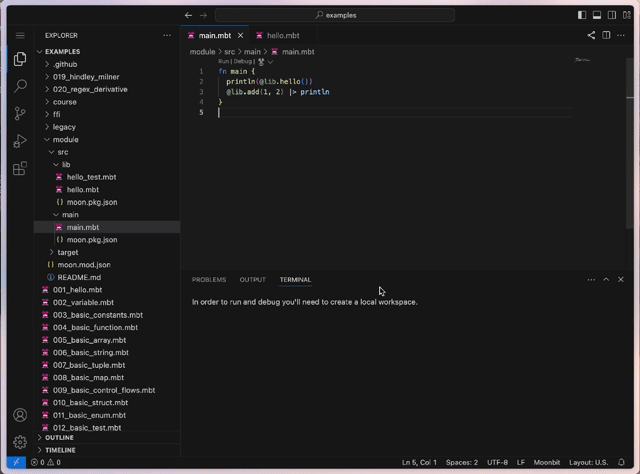 examples
EXPLORER
EXAMPLES
.github
019_hindley_milner
020_regex_derivative
course
ffi
legacy
module
src
lib
hello_test.mbt
hello.mbt
{} moon.pkg.json
main
main.mbt
{} moon.pkg.json
target
{} moon.mod.json
README.md
001_hello.mbt
002_variable.mbt
003_basic_constants.mbt
004_basic_function.mbt
005_basic_array.mbt
006_basic_string.mbt
007_basic_tuple.mbt
008_basic_map.mbt
009_basic_control_flows.mbt
010_basic_struct.mbt
011_basic_enum.mbt
012_basic_test.mbt
OUTLINE
TIMELINE
main.mbt hello.mbt
module > src > main > main.mbt
Run | Debug |
1 fn main {
2 println(@lib.hello())
3 @lib.add(1, 2) |> println
4 }
5
PROBLEMS OUTPUT TERMINAL
In order to run and debug you'll need to create a local workspace.
0 0 Ln 5, Col 1 Spaces: 2 UTF-8 LF Moonbit Layout: U.S.